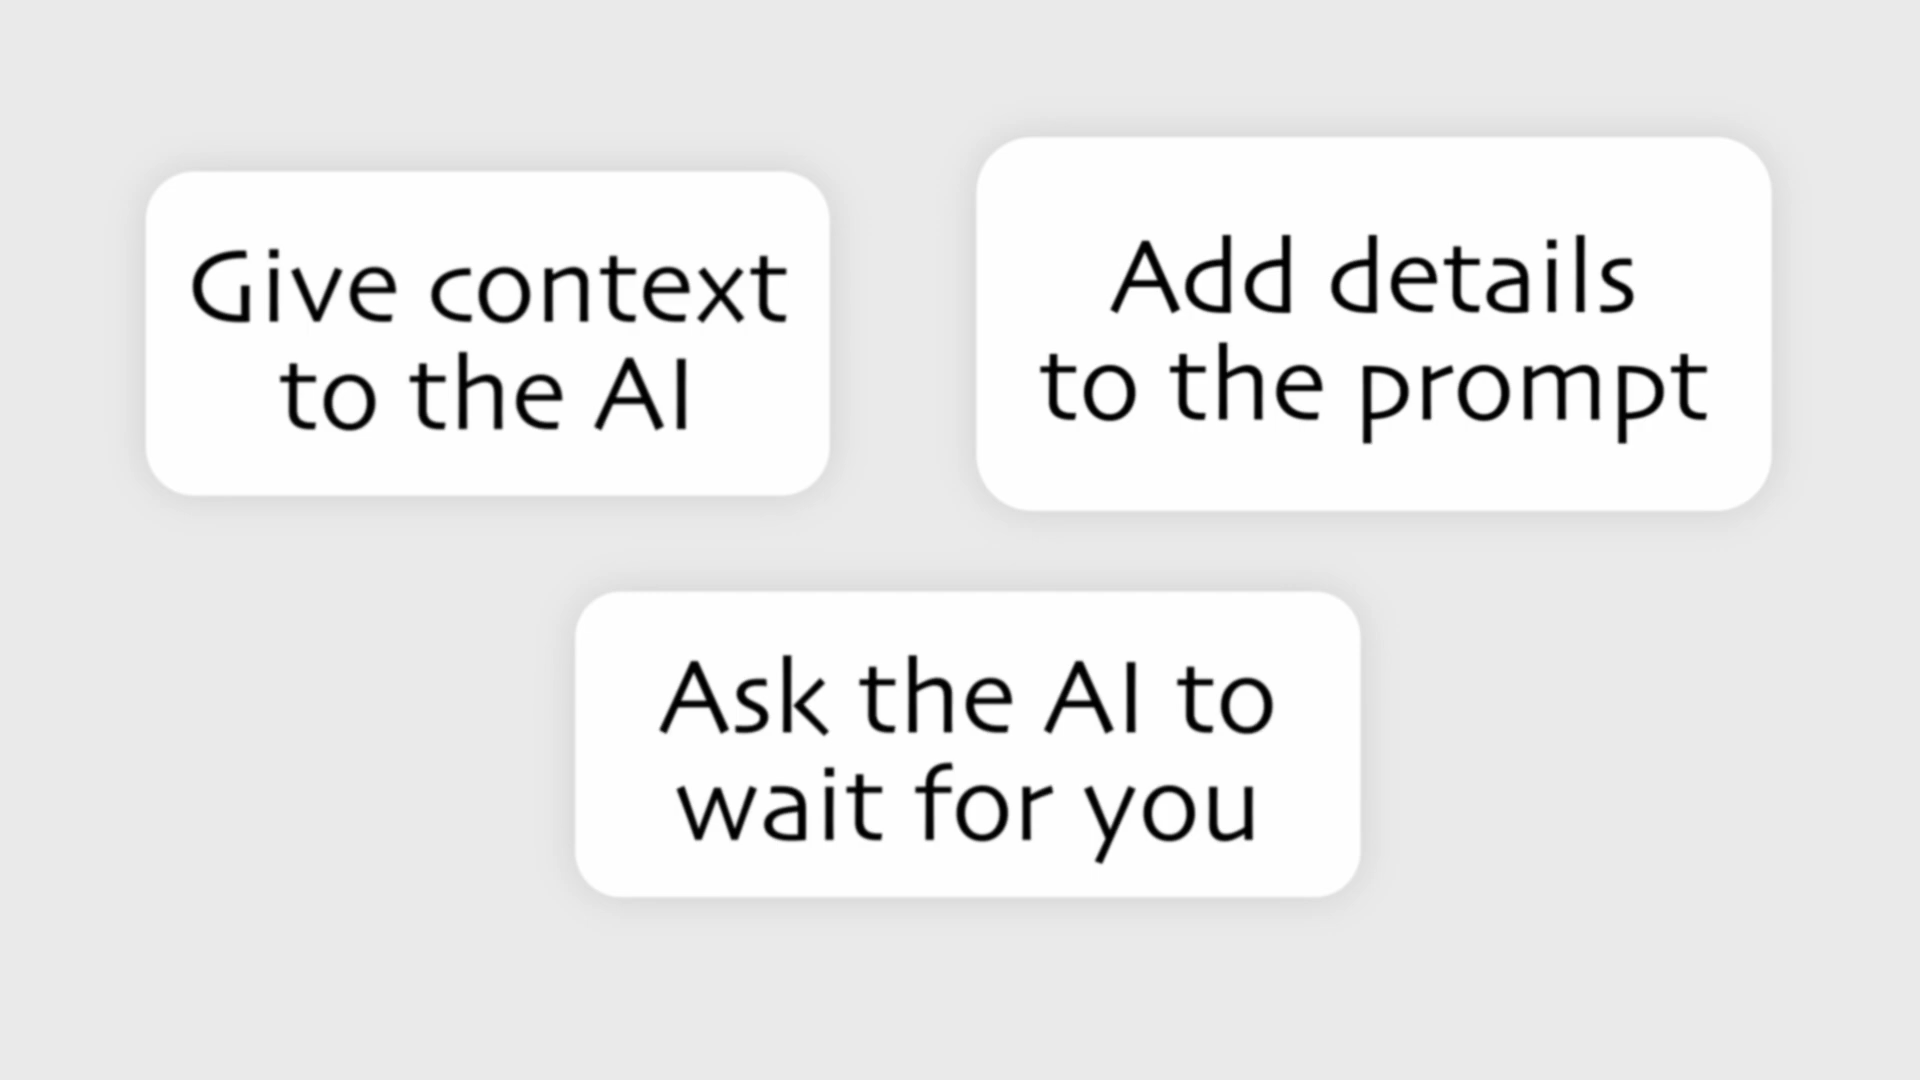 Give context
to the AI
Add details
to the prompt
Ask the AI to
wait for you